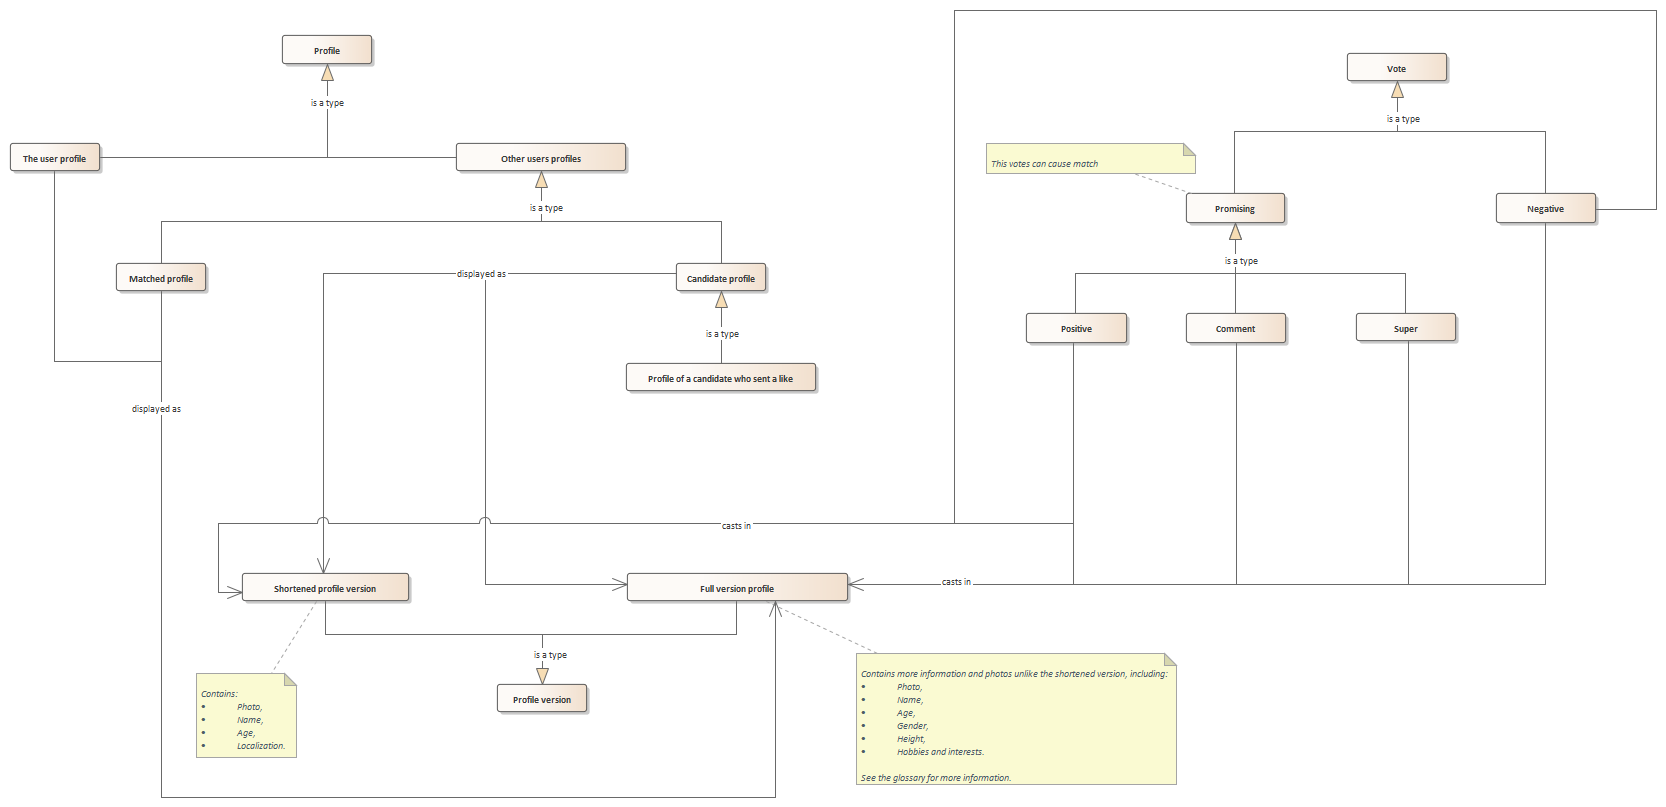 Profile
Vote
is a type
is a type
The user profile
Other users profiles
This votes can cause match
is a type
Promising
Negative
is a type
Matched profile
displayed as
Candidate profile
is a type
Positive
Comment
Super
Profile of a candidate who sent a like
displayed as
casts in
casts in
Shortened profile version
Full version profile
is a type
Profile version
Contains:
• Photo,
• Name,
• Age,
• Localization.
Contains more information and photos unlike the shortened version, including:
• Photo,
• Name,
• Age,
• Gender,
• Height,
• Hobbies and interests.
See the glossary for more information.